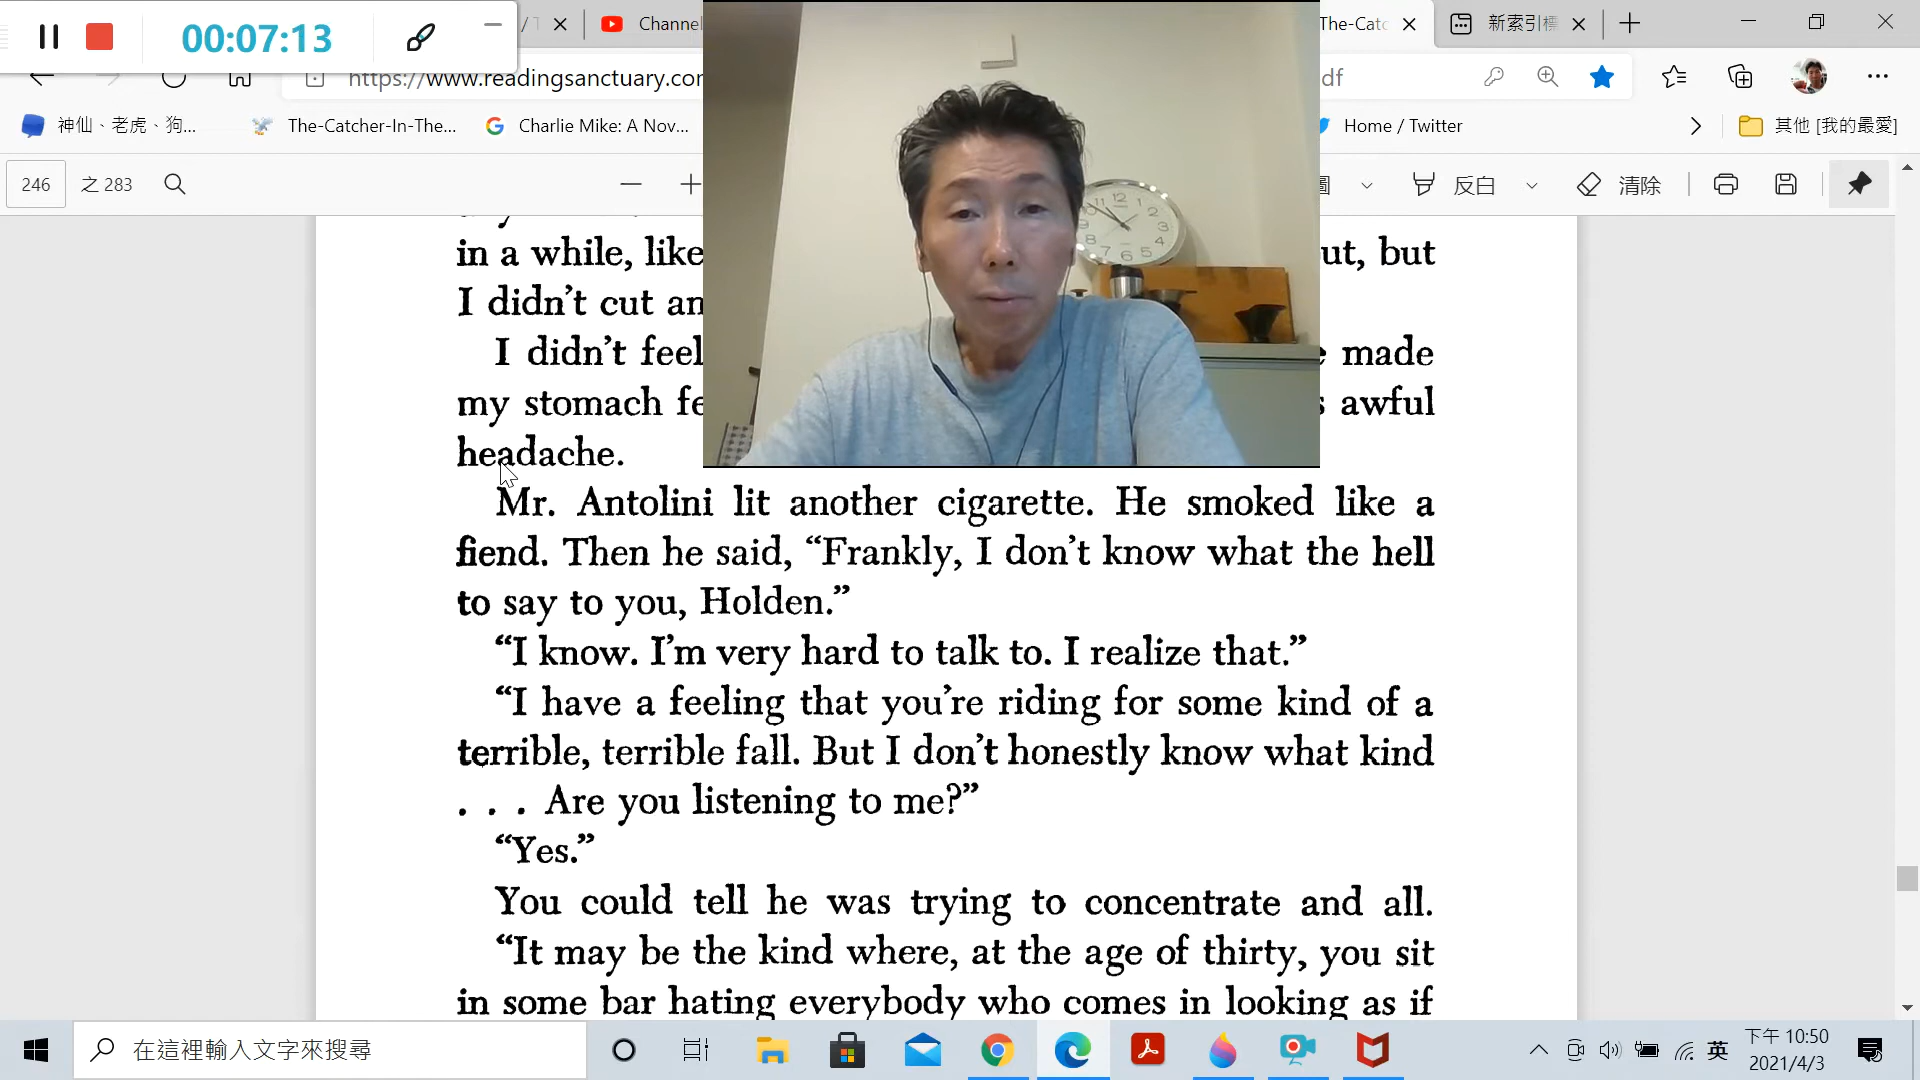 00:07:13
Channel
The-Catc
新索引標
https://www.readingsanctuary.com
df
神仙、老虎、狗...
The-Catcher-In-The...
Charlie Mike: A Nov...
Home / Twitter
其他 [我的最愛]
246
之 283
反白
清除
in a while, like
ut, but
I didn't cut an
I didn't feel
e made
my stomach fe
s awful
headache.
Mr. Antolini lit another cigarette. He smoked like a
fiend. Then he said, “Frankly, I don't know what the hell
to say to you, Holden.”
“I know. I'm very hard to talk to. I realize that.”
“I have a feeling that you're riding for some kind of a
terrible, terrible fall. But I don't honestly know what kind
. . . Are you listening to me?”
“Yes.”
You could tell he was trying to concentrate and all.
“It may be the kind where, at the age of thirty, you sit
in some bar hating everybody who comes in looking as if
在這裡輸入文字來搜尋
英
下午 10:50
2021/4/3